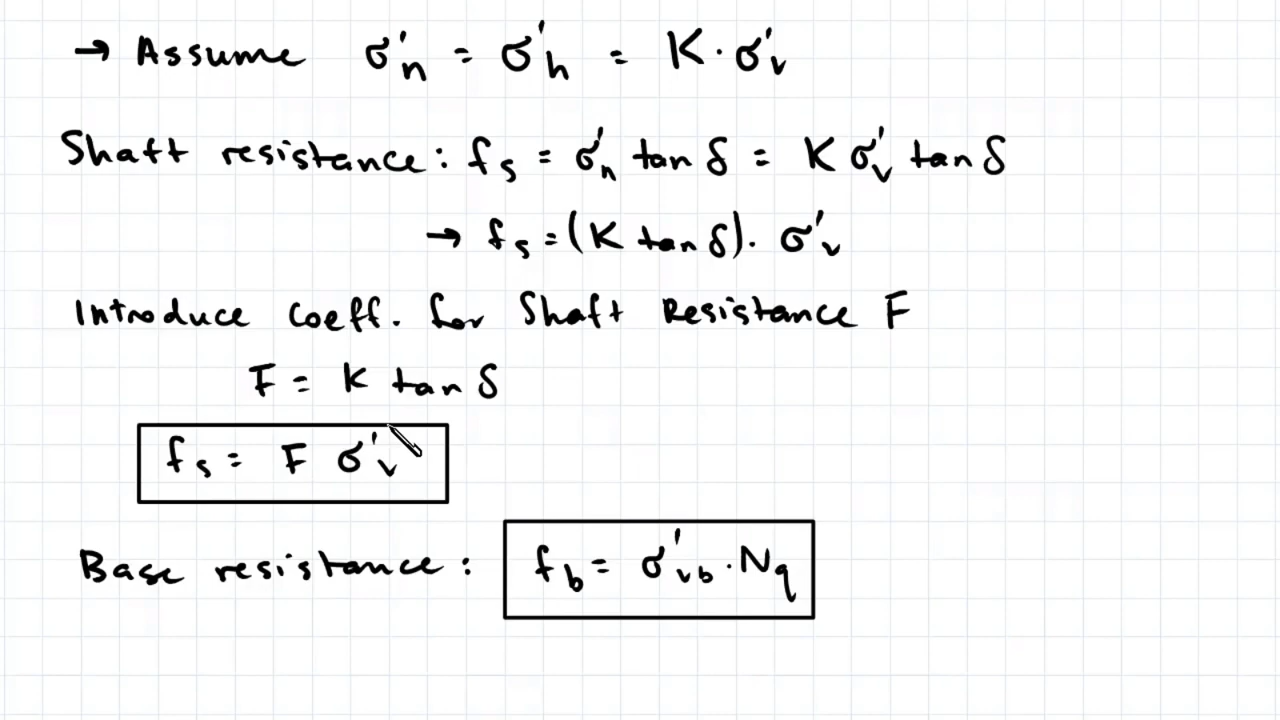 → Assume σ'n = σ'h = K · σ'v
Shaft resistance: fs = σ'n tan δ = K σ'v tan δ
→ fs = (K tan δ) · σ'v
Introduce Coeff. for Shaft Resistance F
F = K tan δ
fs = F σ'v
Base resistance: fb = σ'vb · Nq